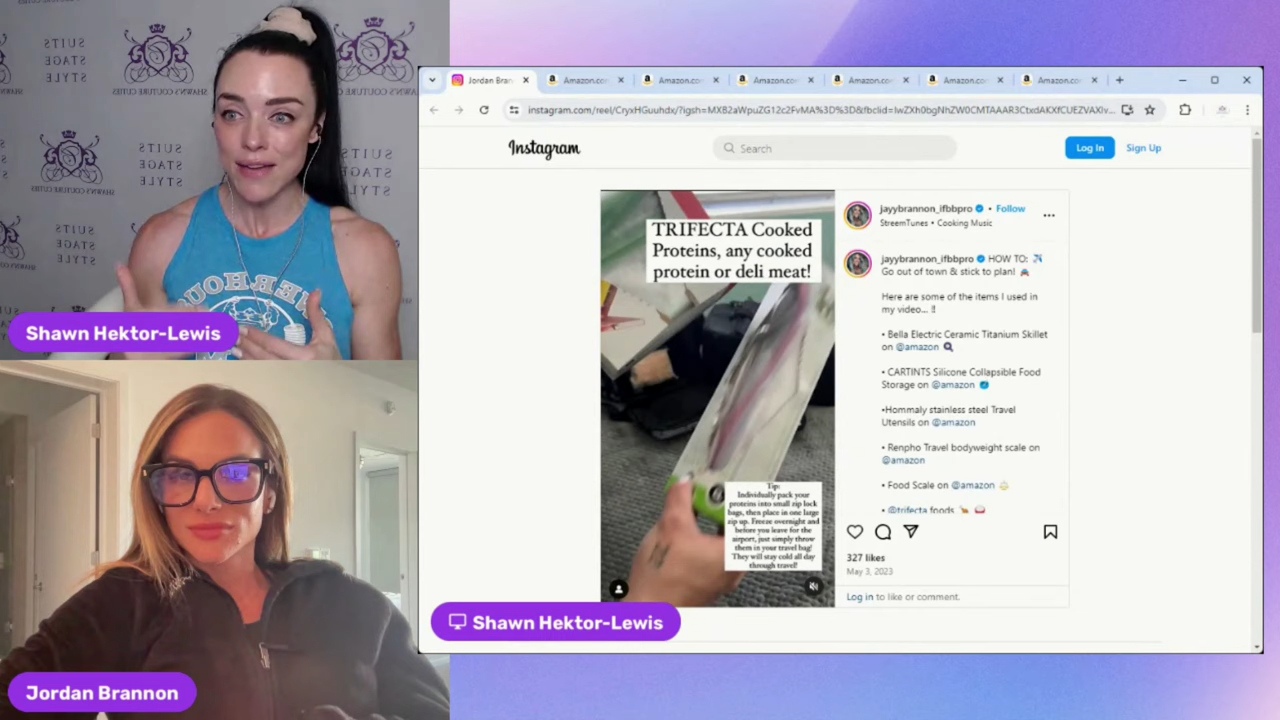 SUITS
STAGE
STYLE
SHAWN'S COUTURE CUTIES
Shawn Hektor-Lewis
Jordan Brannon
Jordan Bran
Amazon.co
Amazon.co
Amazon.co
Amazon.co
Amazon.co
Amazon.co
Instagram
Search
Log In
Sign Up
TRIFECTA Cooked
Proteins, any cooked
protein or deli meat!
Tip:
Individually pack your
proteins into small zip lock
bags, then place in one large
zip up. Freeze overnight and
before you leave for the
airport, just simply throw
them in your travel bag!
They will stay cold all day
through travel!
jayybrannon_ifbbpro • Follow
StreemTunes • Cooking Music
jayybrannon_ifbbpro HOW TO: ✈️
Go out of town & stick to plan!
Here are some of the items I used in
my video... ‼️
• Bella Electric Ceramic Titanium Skillet
on @amazon
• CARTINTS Silicone Collapsible Food
Storage on @amazon
•Hommaly stainless steel Travel
Utensils on @amazon
• Renpho Travel bodyweight scale on
@amazon
• Food Scale on @amazon
• @trifecta foods
327 likes
May 3, 2023
Log in to like or comment.
Shawn Hektor-Lewis